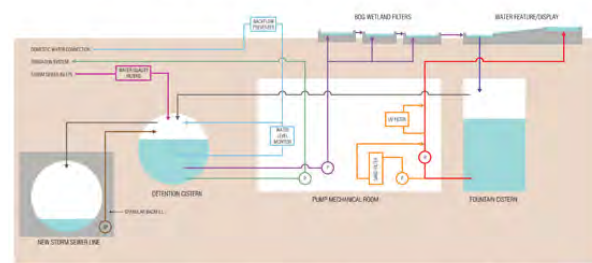 BACKFLOW
PREVENTER
BOG WETLAND FILTERS
WATER FEATURE/DISPLAY
DOMESTIC WATER CONNECTION
IRRIGATION SYSTEM
STORM SEWER INLETS
WATER QUALITY
FILTERS
UV FILTER
WATER
LEVEL
MONITOR
SAND FILTER
P
P
P
DETENTION CISTERN
PUMP MECHANICAL ROOM
FOUNTAIN CISTERN
NEW STORM SEWER LINE